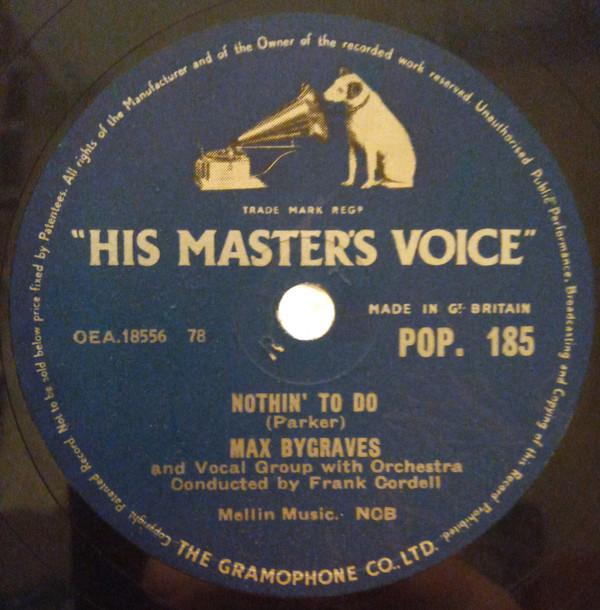 Copyright. Patented Record Not to be sold below price fixed by Patentees. All rights of the Manufacturer and of the Owner of the recorded work reserved. Unauthorised Public Performance, Broadcasting and Copying of this Record Prohibited.
TRADE MARK REGD
"HIS MASTER'S VOICE"
MADE IN GT. BRITAIN
OEA.18556 78
POP. 185
NOTHIN' TO DO
(Parker)
MAX BYGRAVES
and Vocal Group with Orchestra
Conducted by Frank Cordell
Mellin Music. NCB
THE GRAMOPHONE CO., LTD.